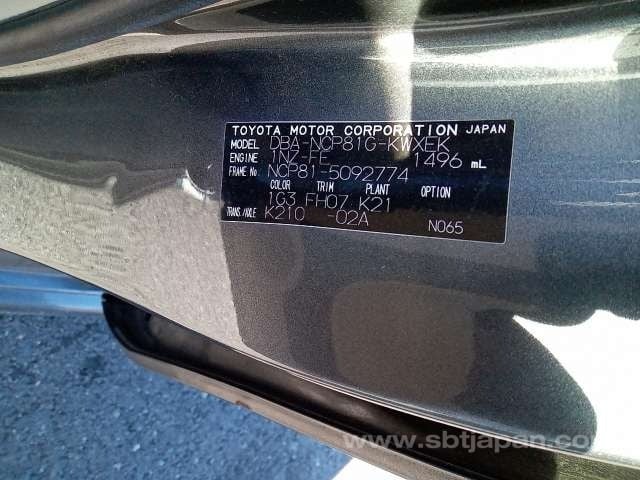 TOYOTA MOTOR CORPORATION JAPAN
MODEL DBA-NCP81G-KWXEK
ENGINE 1NZ-FE 1496 mL
FRAME No NCP81-5092774
COLOR TRIM PLANT OPTION
1G3 FH07 K21
TRANS./AXLE K210 -02A N065
www.sbtjapan.com